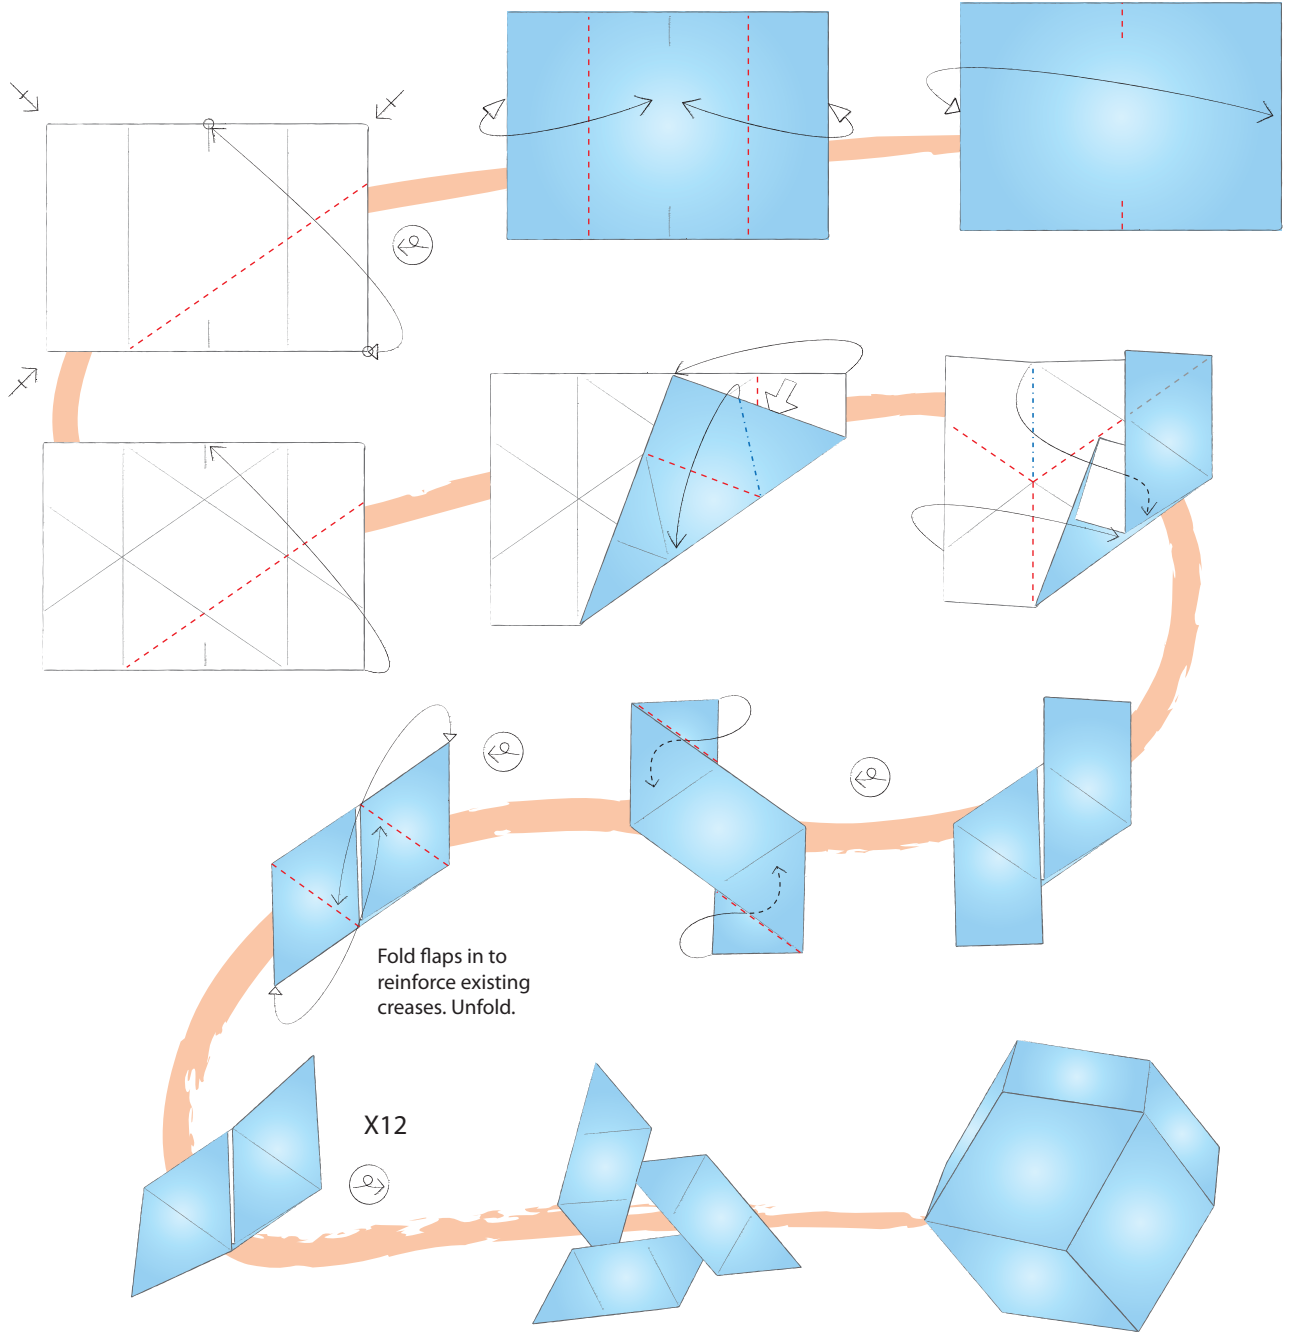 Fold flaps in to
reinforce existing
creases. Unfold.
X12